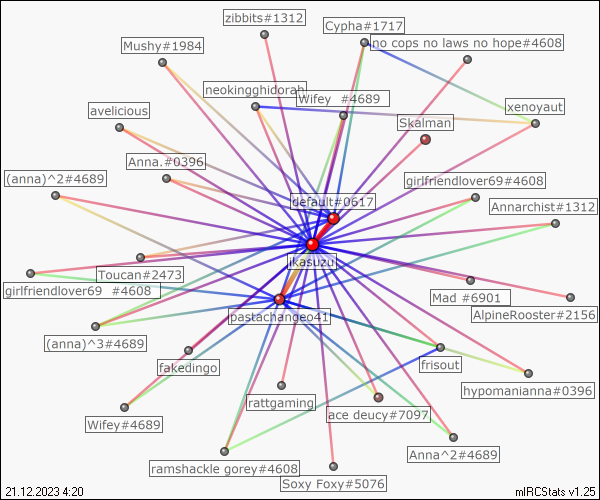 zibbits#1312
Cypha#1717
Mushy#1984
no cops no laws no hope#4608
neokingghidorah
Wifey   #4689
avelicious
xenoyaut
Skalman
Anna.#0396
(anna)^2#4689
girlfriendlover69#4608
default#0617
Annarchist#1312
jkasuzu
Toucan#2473
girlfriendlover69   #4608
Mad #6901
AlpineRooster#2156
pastachangeo41
(anna)^3#4689
fakedingo
frisout
hypomanianna#0396
rattgaming
Wifey#4689
ace deucy#7097
Anna^2#4689
ramshackle gorey#4608
Soxy Foxy#5076
21.12.2023 4:20
mIRCStats v1.25